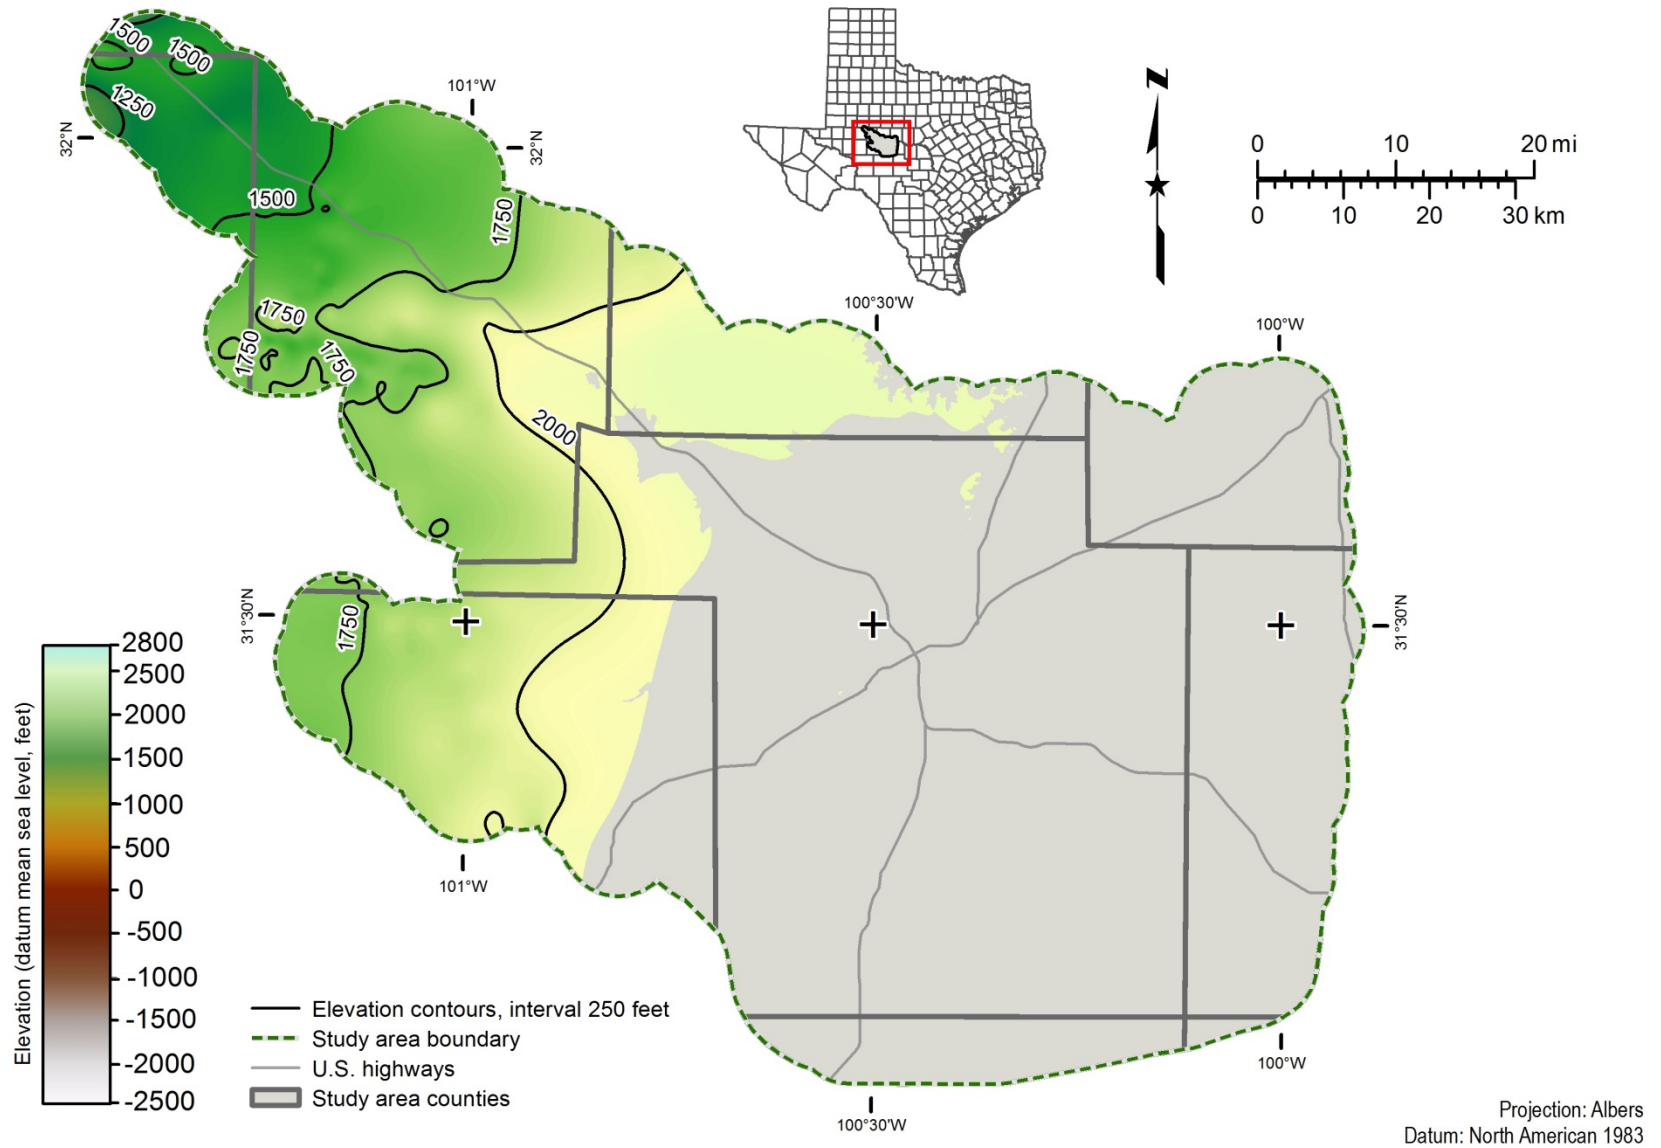 1500
1500
1250
32°N
101°W
32°N
N
0 10 20 mi
0 10 20 30 km
1500
1750
100°30'W
100°W
1750
1750
1750
2000
31°30'N
1750
31°30'N
Elevation (datum mean sea level, feet)
2800
2500
2000
1500
1000
500
0
-500
-1000
-1500
-2000
-2500
101°W
Elevation contours, interval 250 feet
Study area boundary
U.S. highways
Study area counties
100°W
100°30'W
Projection: Albers
Datum: North American 1983